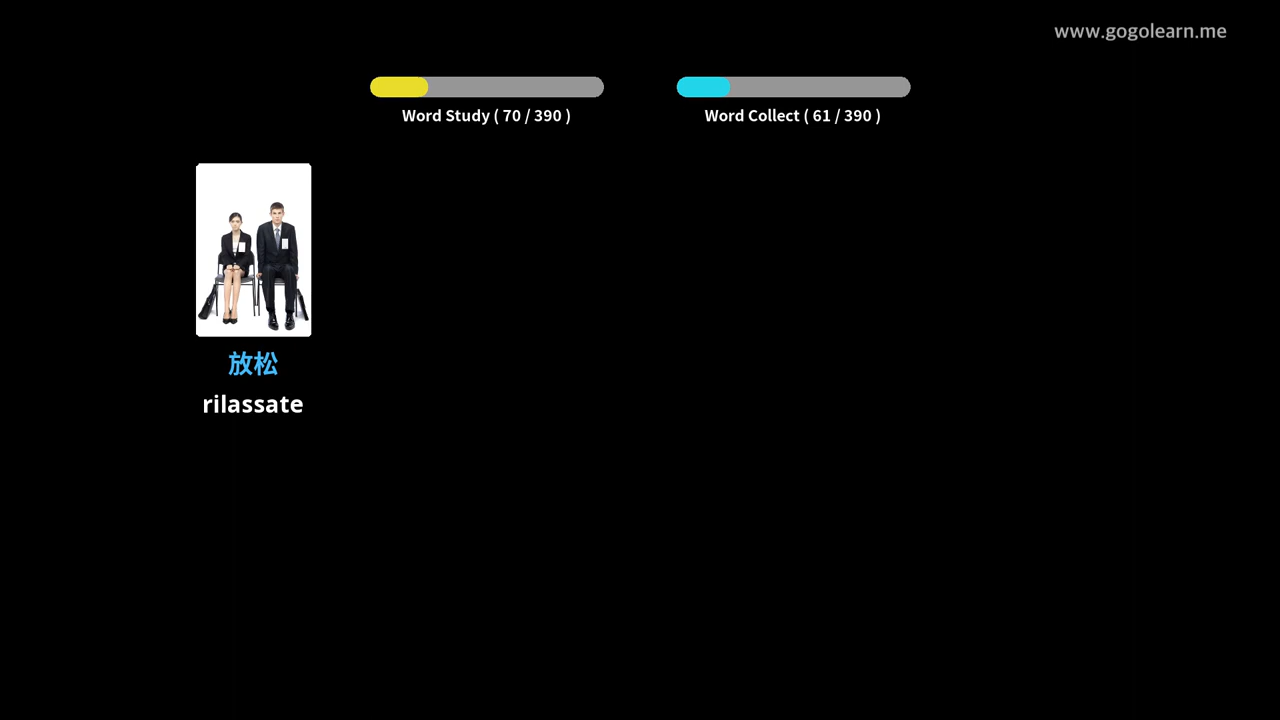 www.gogolearn.me
Word Study ( 70 / 390 )
Word Collect ( 61 / 390 )
放松
rilassate